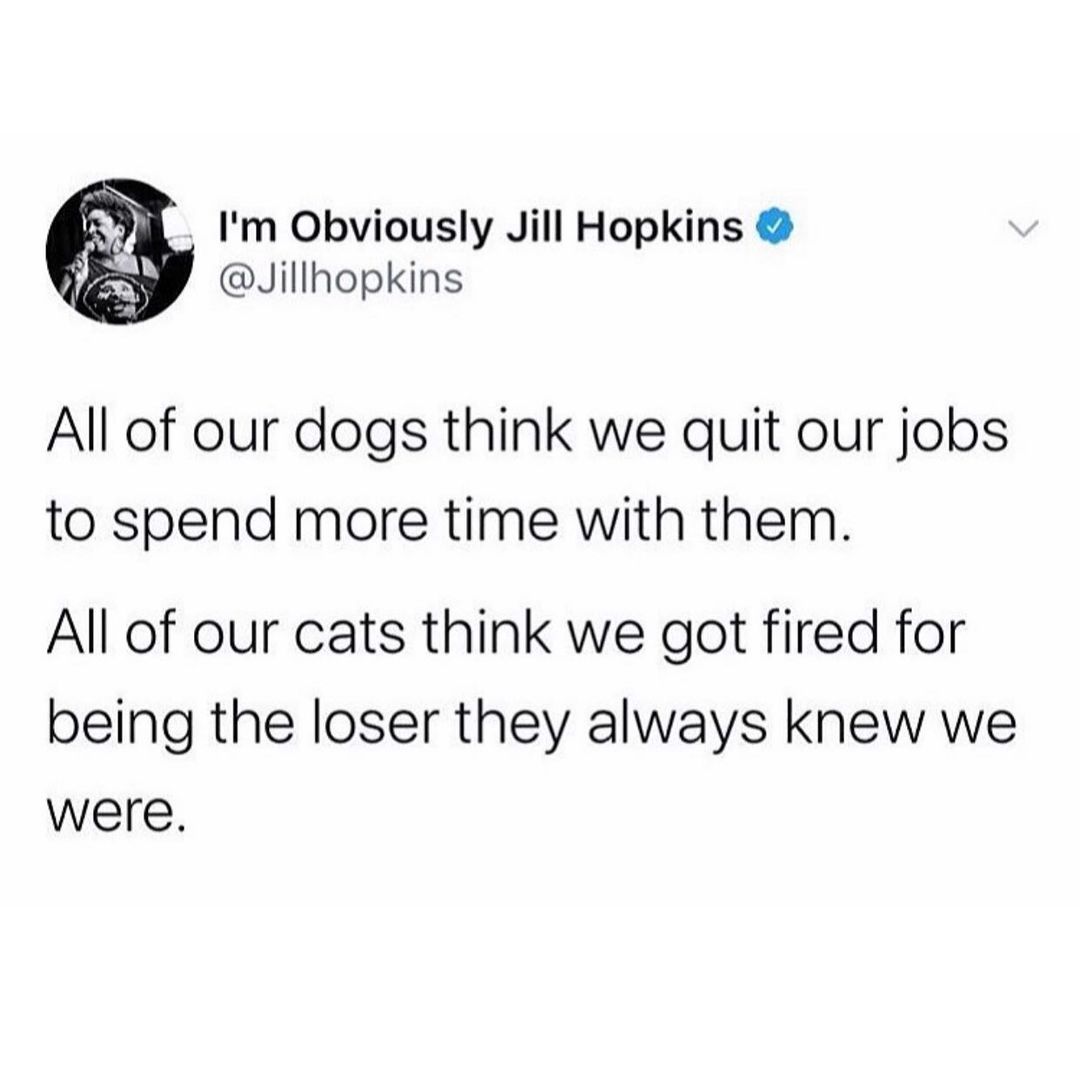 I'm Obviously Jill Hopkins
@Jillhopkins
All of our dogs think we quit our jobs
to spend more time with them.
All of our cats think we got fired for
being the loser they always knew we
were.